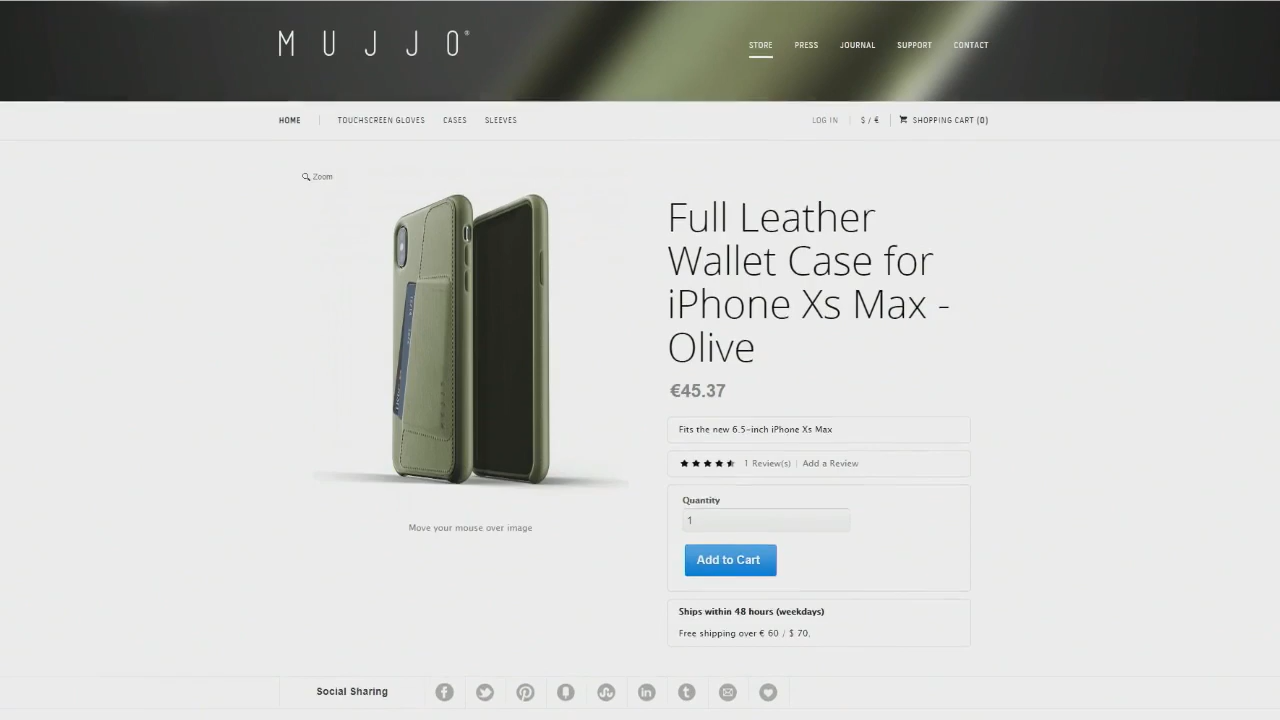 MUJJO®
STORE PRESS JOURNAL SUPPORT CONTACT
HOME TOUCHSCREEN GLOVES CASES SLEEVES LOG IN $ / € SHOPPING CART (0)
Zoom
Full Leather
Wallet Case for
iPhone Xs Max -
Olive
€45.37
Fits the new 6.5-inch iPhone Xs Max
1 Review(s) | Add a Review
Quantity
1
Add to Cart
Move your mouse over image
Ships within 48 hours (weekdays)
Free shipping over € 60 / $ 70.
Social Sharing